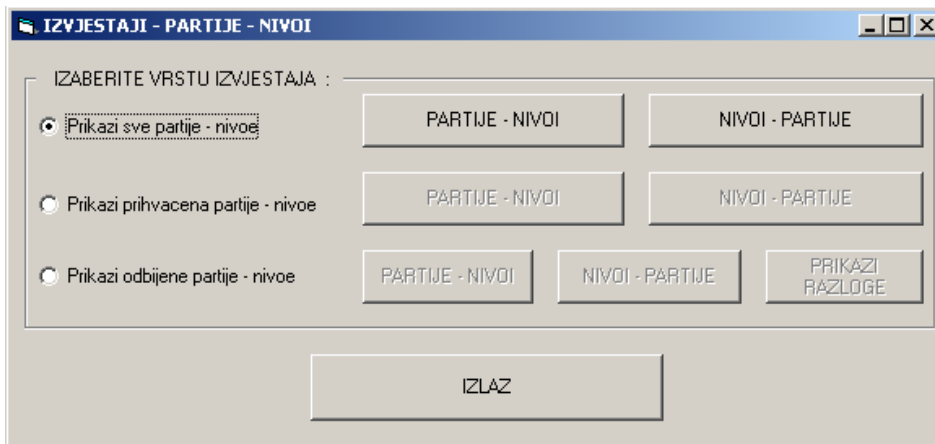 IZVJESTAJI - PARTIJE - NIVOI
IZABERITE VRSTU IZVJESTAJA :
Prikazi sve partije - nivoe
PARTIJE - NIVOI
NIVOI - PARTIJE
Prikazi prihvacena partije - nivoe
PARTIJE - NIVOI
NIVOI - PARTIJE
Prikazi odbijene partije - nivoe
PARTIJE - NIVOI
NIVOI - PARTIJE
PRIKAZI
RAZLOGE
IZLAZ